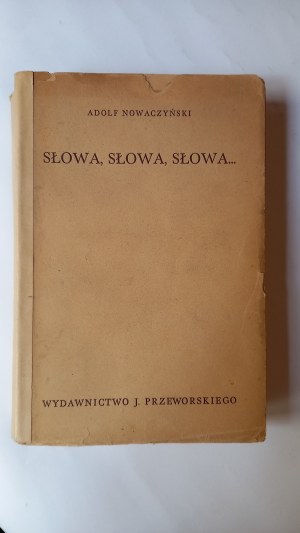 ADOLF NOWACZYŃSKI
SŁOWA, SŁOWA, SŁOWA...
WYDAWNICTWO J. PRZEWORSKIEGO